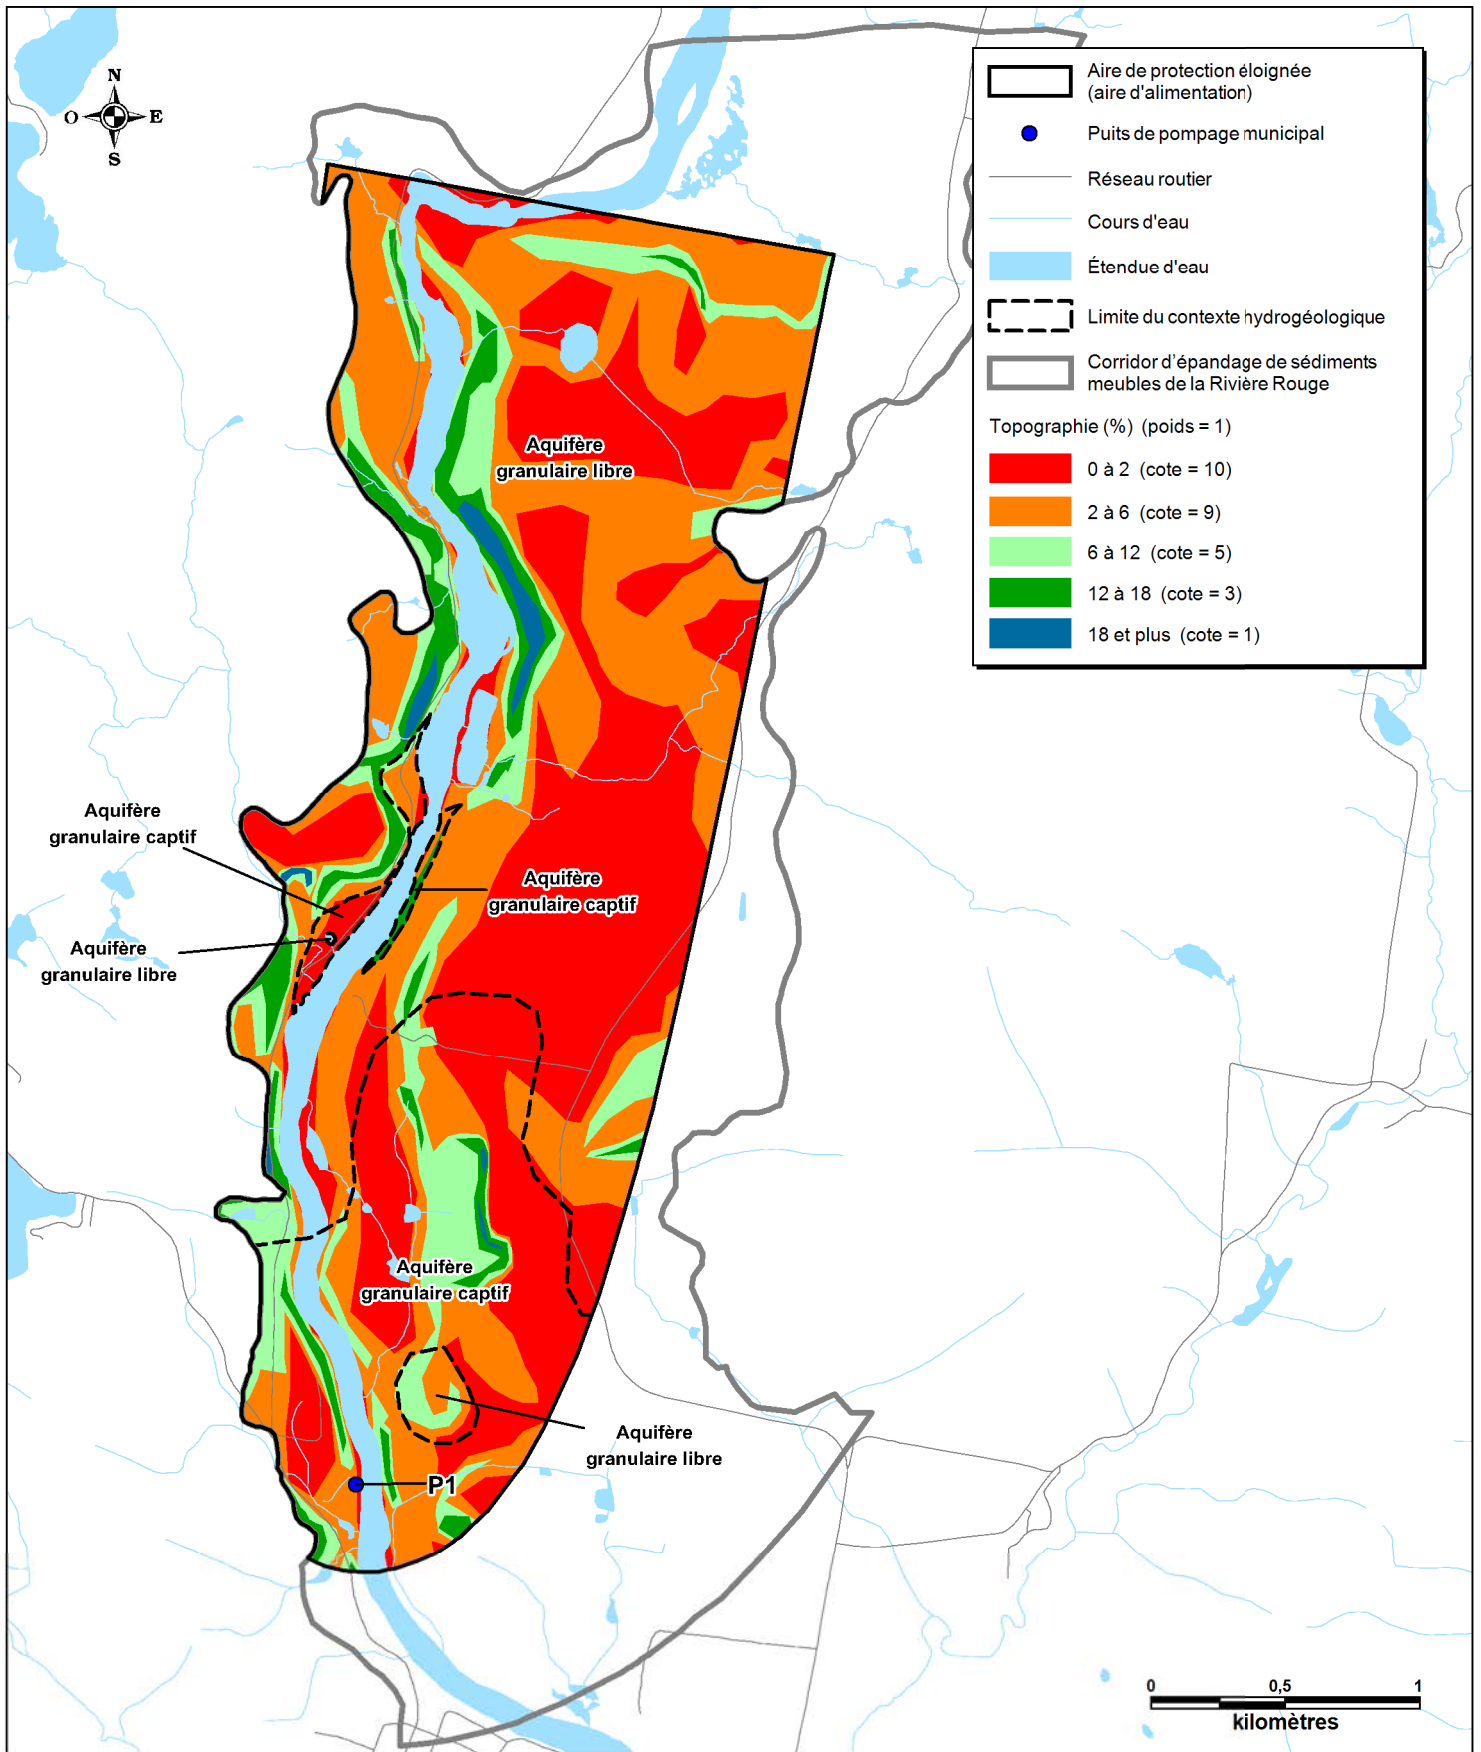 N
O E
S
Aire de protection éloignée
(aire d'alimentation)
Puits de pompage municipal
Réseau routier
Cours d'eau
Étendue d'eau
Limite du contexte hydrogéologique
Corridor d'épandage de sédiments
meubles de la Rivière Rouge
Topographie (%) (poids = 1)
0 à 2 (cote = 10)
2 à 6 (cote = 9)
6 à 12 (cote = 5)
12 à 18 (cote = 3)
18 et plus (cote = 1)
Aquifère
granulaire libre
Aquifère
granulaire captif
Aquifère
granulaire captif
Aquifère
granulaire libre
Aquifère
granulaire captif
Aquifère
granulaire libre
P1
0 0,5 1
kilomètres